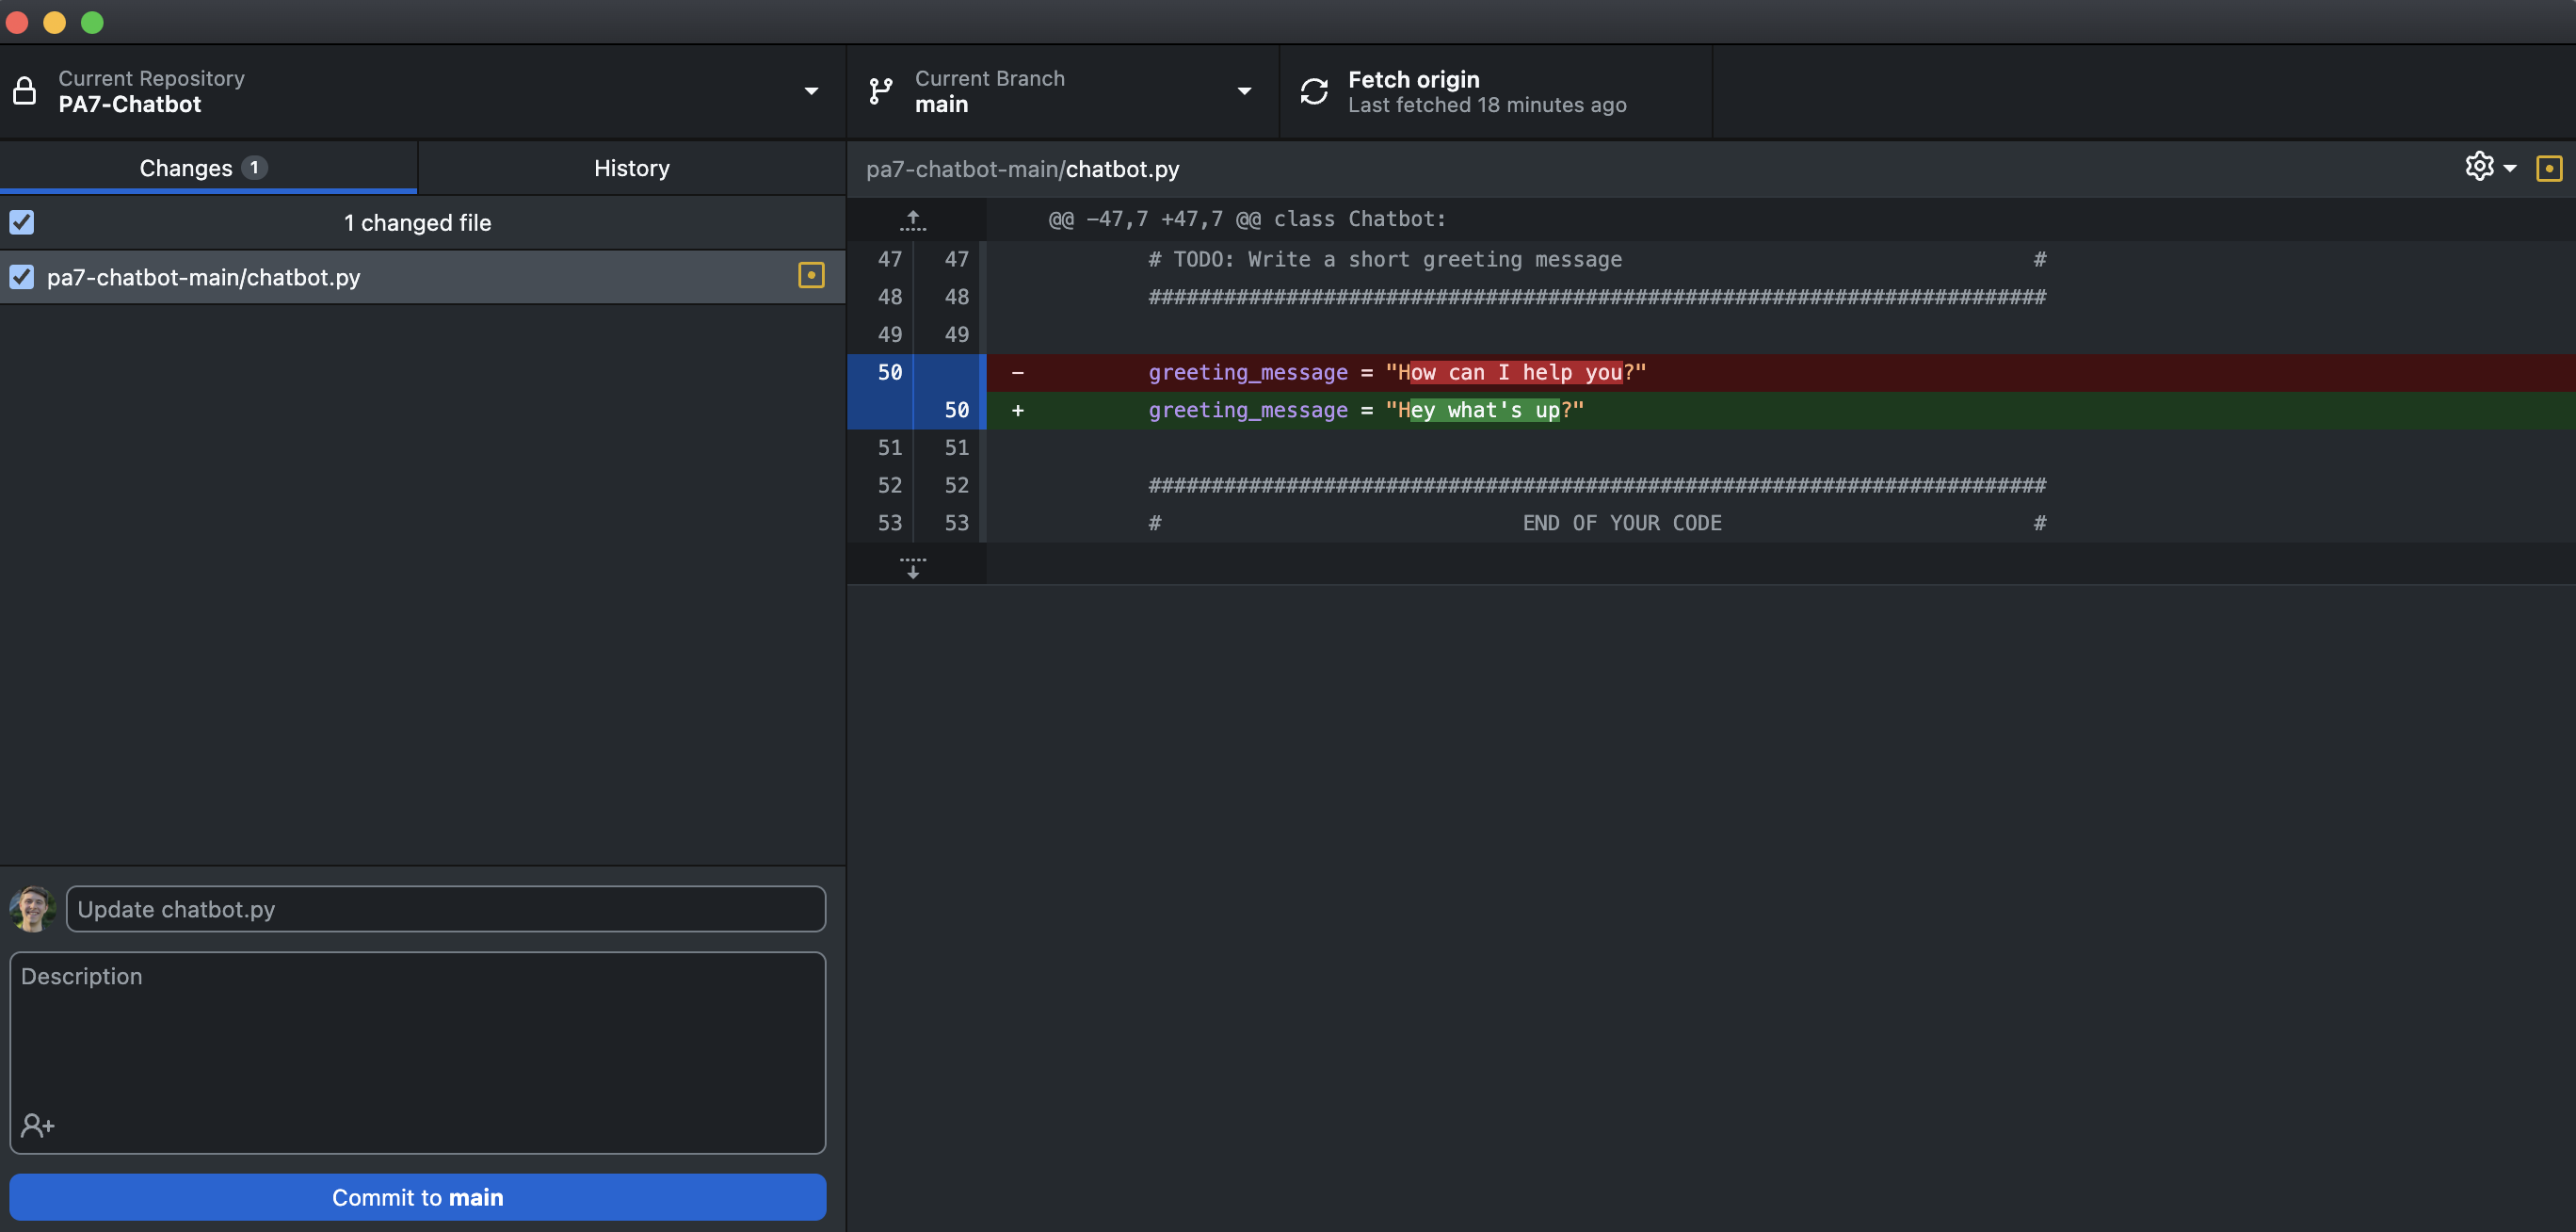 Current Repository
PA7-Chatbot
Current Branch
main
Fetch origin
Last fetched 18 minutes ago
Changes 1
History
1 changed file
pa7-chatbot-main/chatbot.py
pa7-chatbot-main/chatbot.py
@@ -47,7 +47,7 @@ class Chatbot:
47 47 # TODO: Write a short greeting message #
48 48 ########################################################################
49 49
50 - greeting_message = "How can I help you?"
50 + greeting_message = "Hey what's up?"
51 51
52 52 ########################################################################
53 53 # END OF YOUR CODE #
Update chatbot.py
Description
Commit to main